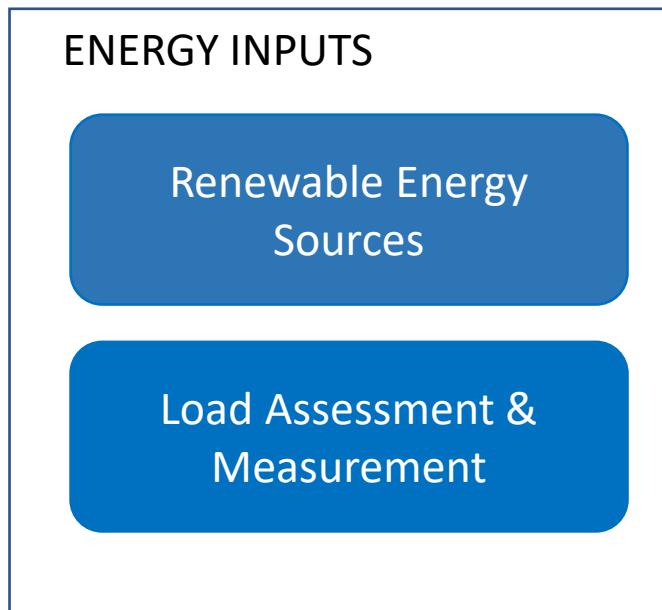 ENERGY INPUTS
Renewable Energy
Sources
Load Assessment &
Measurement